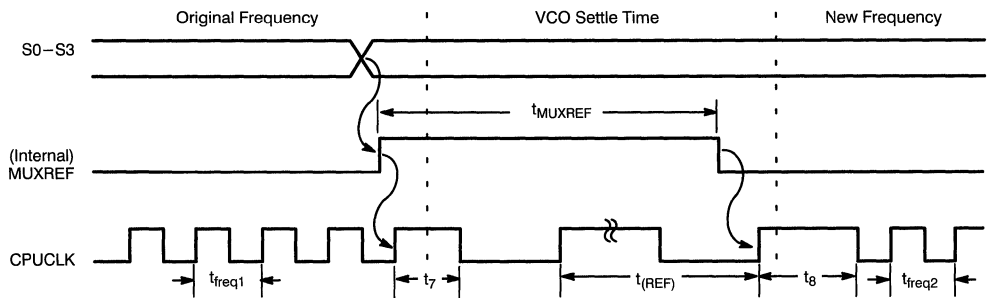 Original Frequency
VCO Settle Time
New Frequency
S0−S3
tMUXREF
(Internal)
MUXREF
CPUCLK
tfreq1
t7
t(REF)
t8
tfreq2